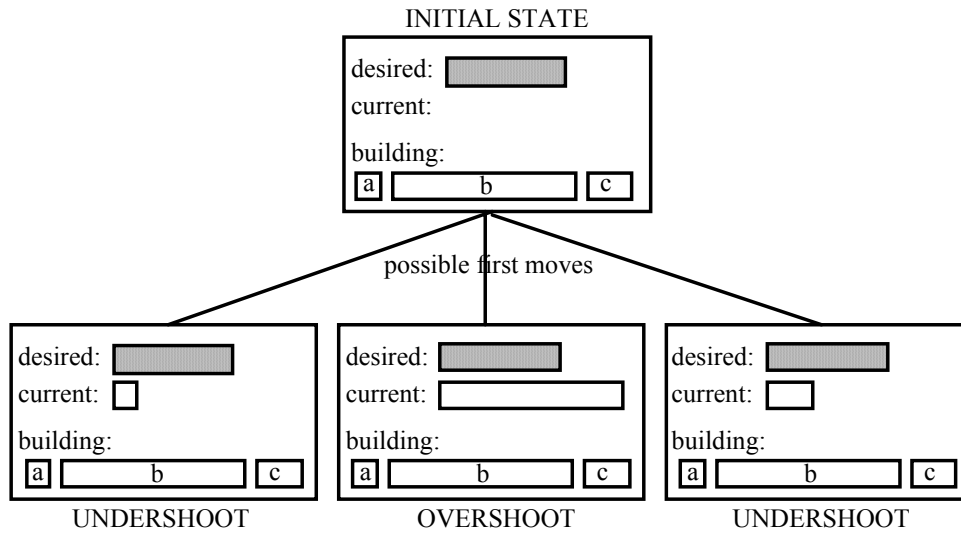 INITIAL STATE
desired:
current:
building:
a b c
possible first moves
desired:
current:
building:
a b c
UNDERSHOOT
desired:
current:
building:
a b c
OVERSHOOT
desired:
current:
building:
a b c
UNDERSHOOT